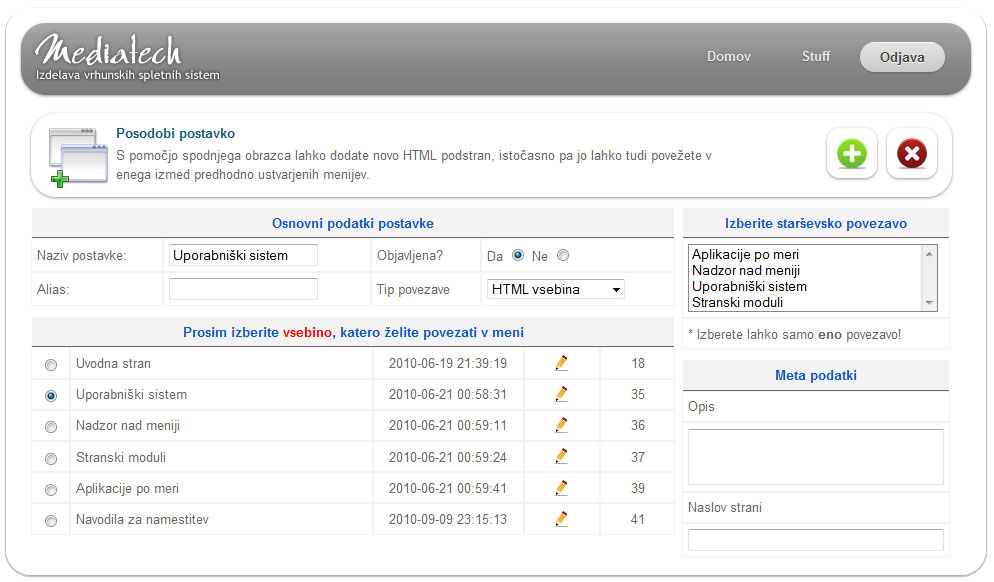 Mediatech
Izdelava vrhunskih spletnih sistem
Domov Stuff Odjava
Posodobi postavko
S pomočjo spodnjega obrazca lahko dodate novo HTML podstran, istočasno pa jo lahko tudi povežete v
enega izmed predhodno ustvarjenih menijev.
Osnovni podatki postavke
Naziv postavke: Uporabniški sistem Objavljena? Da Ne
Alias: Tip povezave HTML vsebina
Prosim izberite vsebino, katero želite povezati v meni
Uvodna stran 2010-06-19 21:39:19 18
Uporabniški sistem 2010-06-21 00:58:31 35
Nadzor nad meniji 2010-06-21 00:59:11 36
Stranski moduli 2010-06-21 00:59:24 37
Aplikacije po meri 2010-06-21 00:59:41 39
Navodila za namestitev 2010-09-09 23:15:13 41
Izberite starševsko povezavo
Aplikacije po meri
Nadzor nad meniji
Uporabniški sistem
Stranski moduli
* Izberete lahko samo eno povezavo!
Meta podatki
Opis
Naslov strani